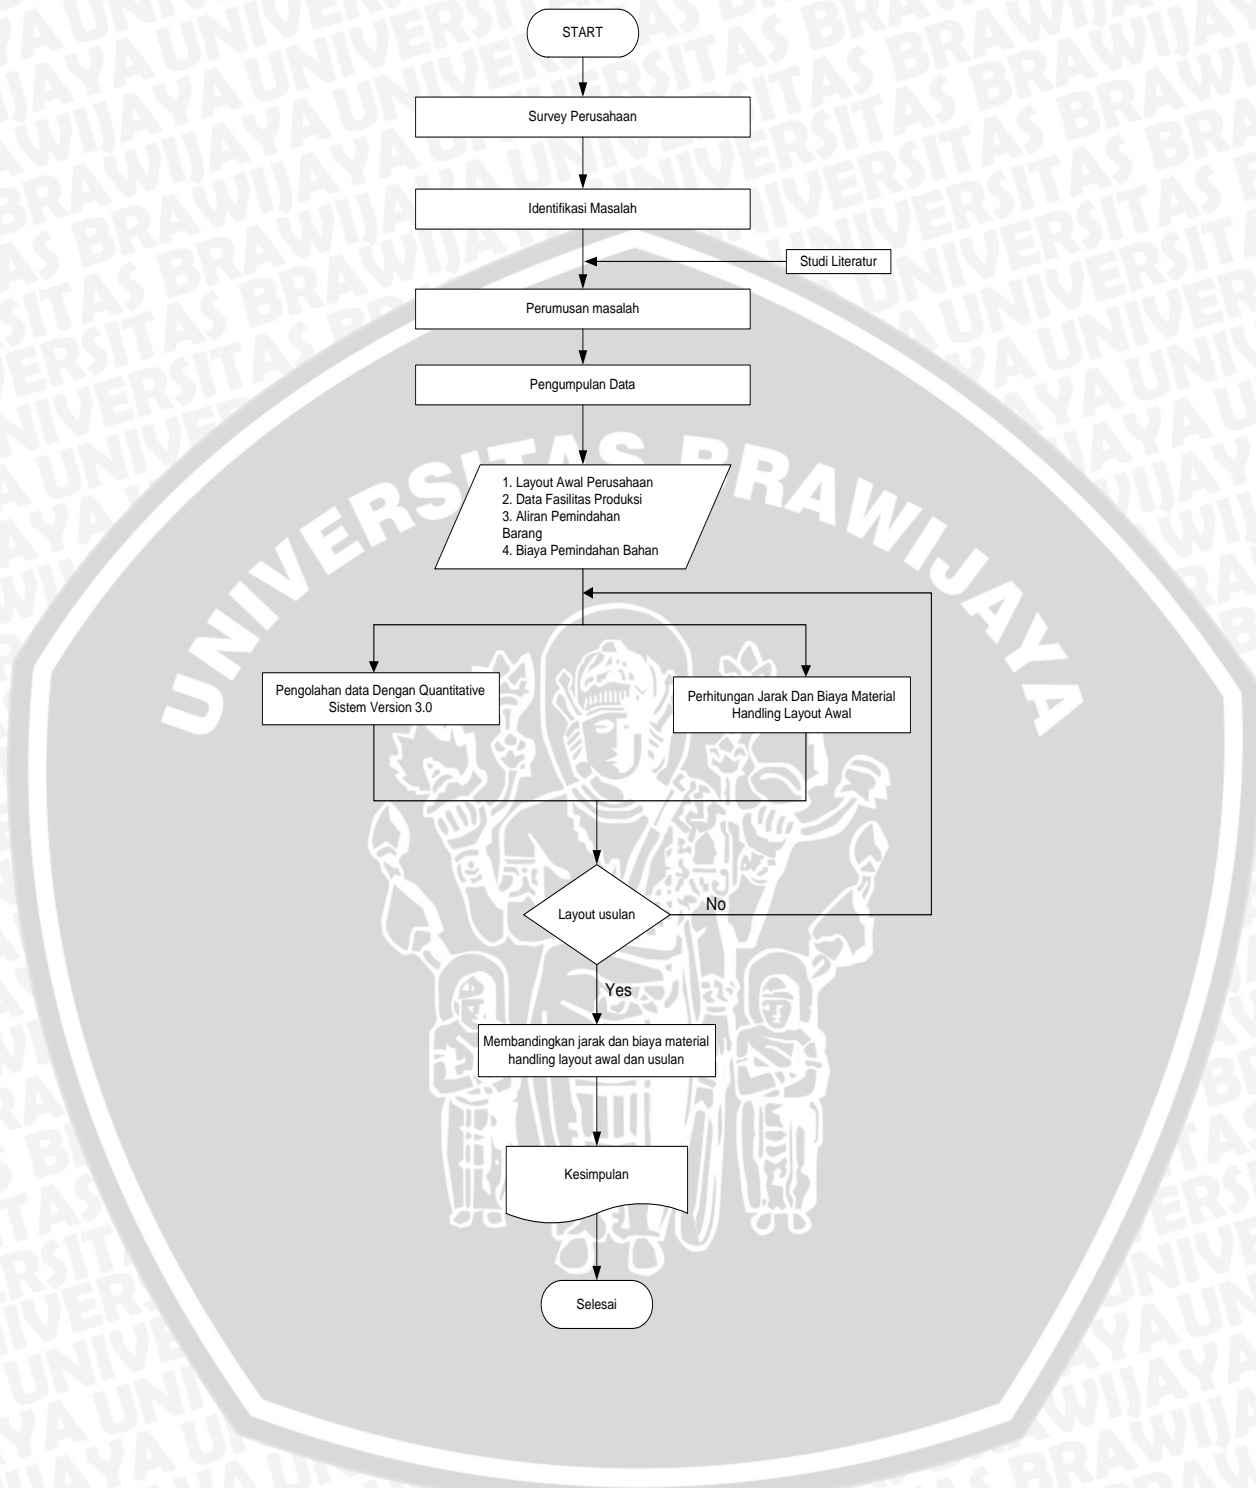 START
Survey Perusahaan
Identifikasi Masalah
Studi Literatur
Perumusan masalah
Pengumpulan Data
UNIVERSITAS BRAWIJAYA
1. Layout Awal Perusahaan
2. Data Fasilitas Produksi
3. Aliran Pemindahan
Barang
4. Biaya Pemindahan Bahan
Pengolahan data Dengan Quantitative
Sistem Version 3.0
Perhitungan Jarak Dan Biaya Material
Handling Layout Awal
Layout usulan
No
Yes
Membandingkan jarak dan biaya material
handling layout awal dan usulan
Kesimpulan
Selesai